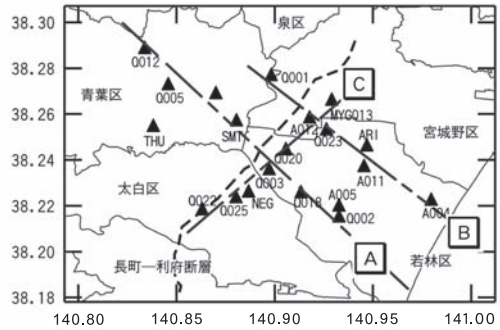 38.30
38.28
38.26
38.24
38.22
38.20
38.18
泉区
O012
O001
O005
C
青葉区
MYG013
A012
宮城野区
THU
SMT
O023
ARI
O020
太白区
O003
A011
O022
O025
NEG
O018
A005
A004
O002
B
長町―利府断層
A
若林区
140.80
140.85
140.90
140.95
141.00